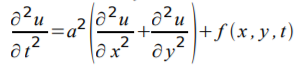 ∂²u/∂t² = a²(∂²u/∂x² + ∂²u/∂y²) + f(x, y, t)